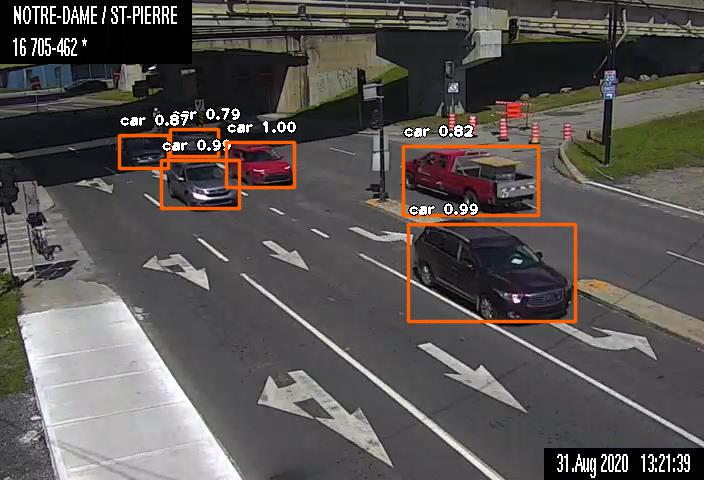 NOTRE-DAME / ST-PIERRE
16 705-462 *
car 0.87
car 0.79
car 1.00
car 0.99
car 0.82
car 0.99
20
31.Aug 2020 13:21:39